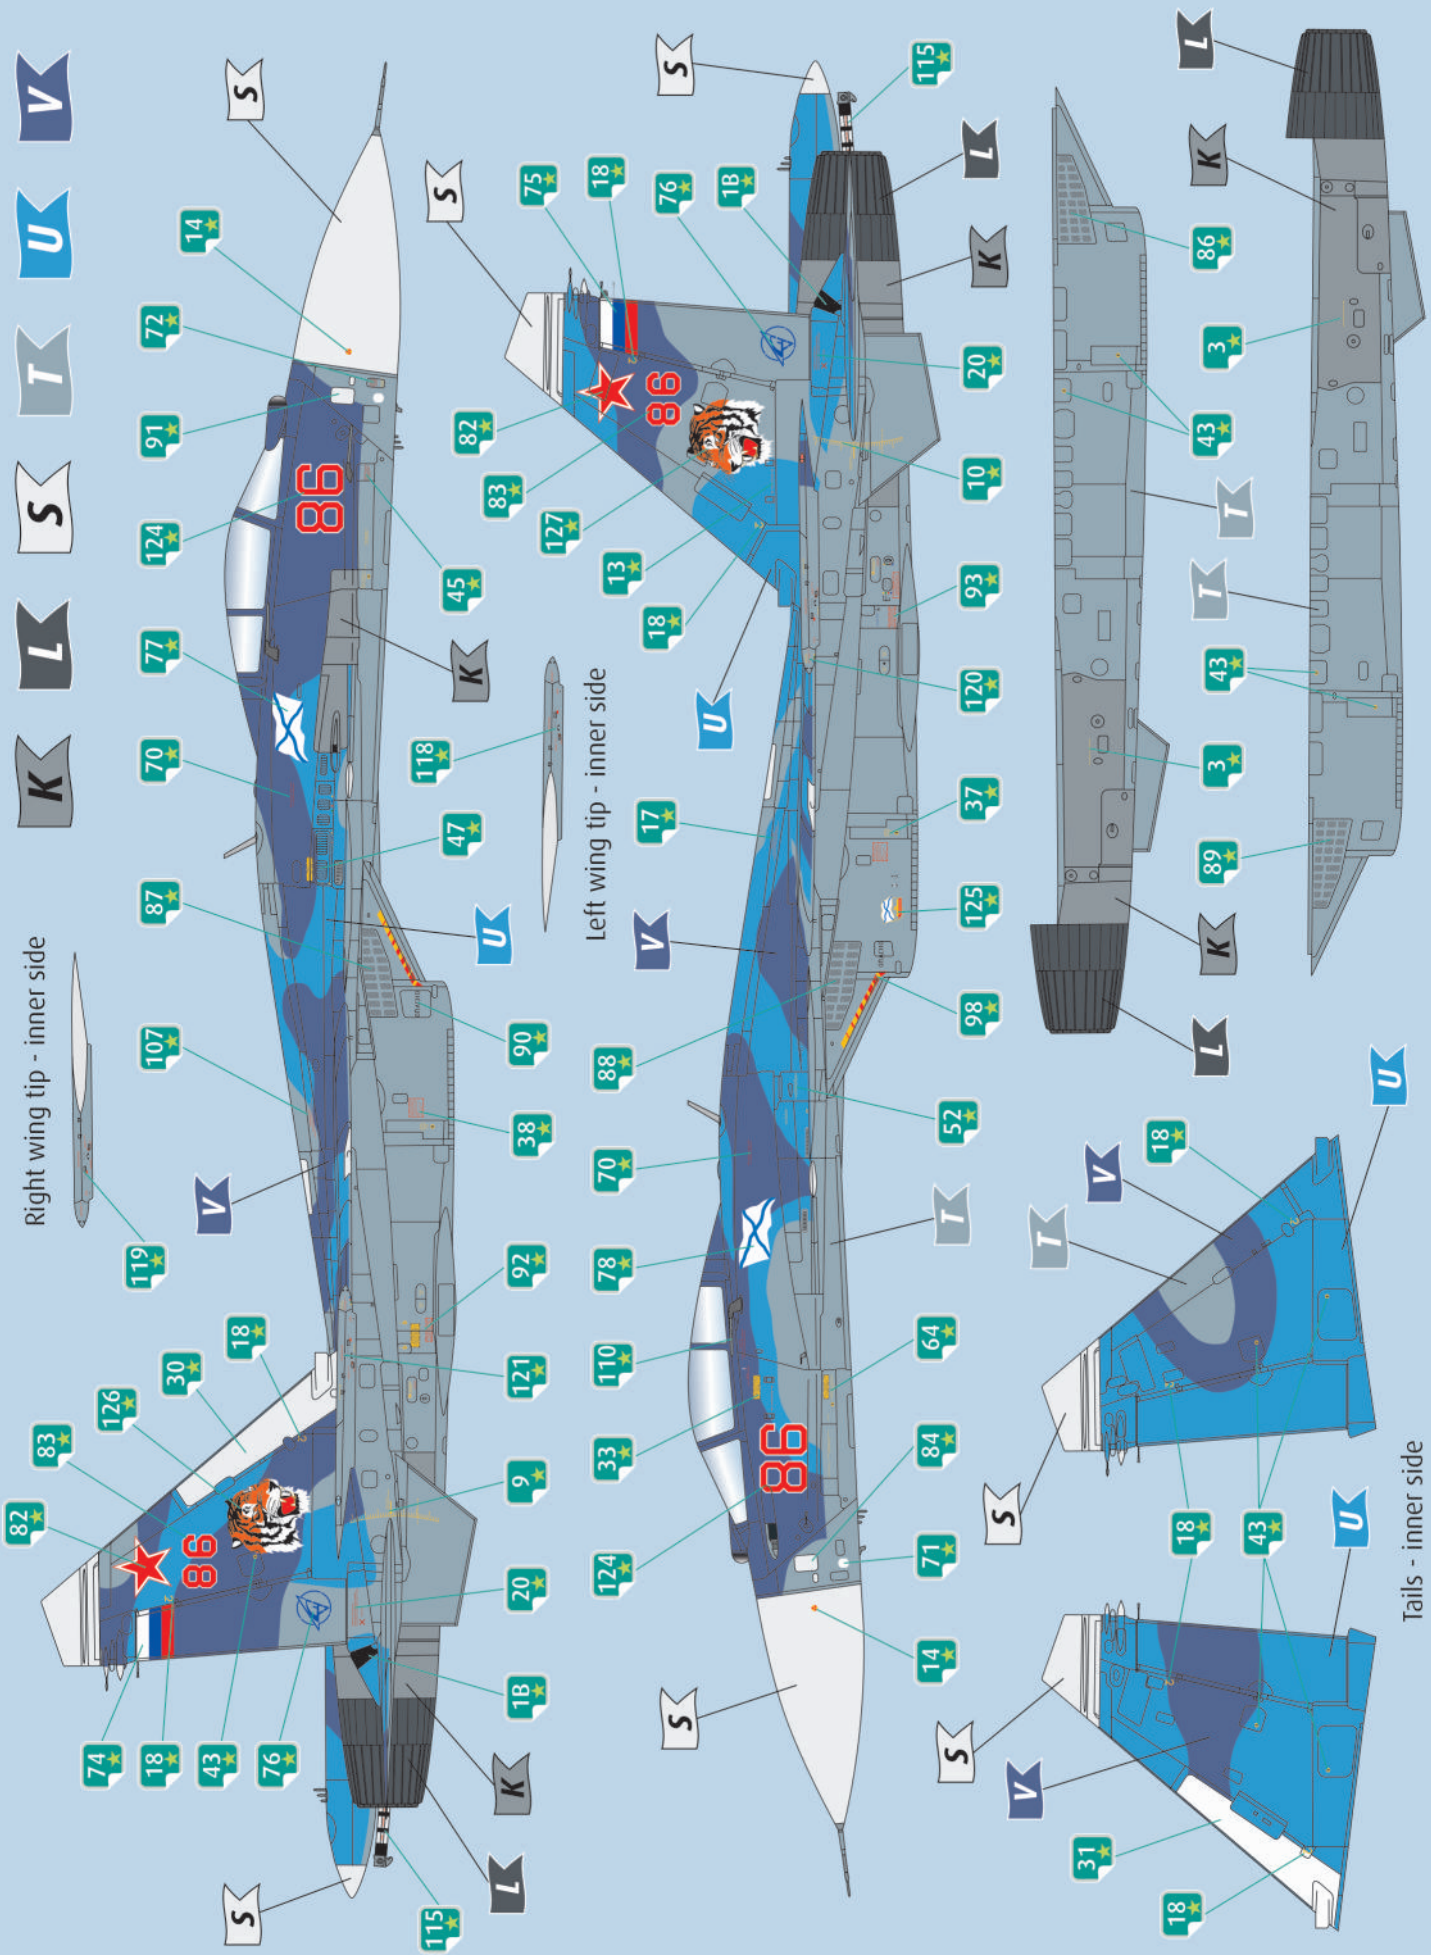 K
L
S
T
U
V
Right wing tip - inner side
119
82
83
126
30
18
V
107
87
70
77
124
91
72
14
S
74
18
43
76
S
115
L
K
1B
20
9
121
92
38
90
U
47
118
K
45
86
86
Left wing tip - inner side
S
14
124
33
110
78
70
88
V
17
U
18
13
127
83
82
S
75
18
76
1B
S
115
L
K
20
10
93
120
37
125
98
52
T
64
84
71
86
86
S
V
31
18
S
18
43
U
S
T
V
18
U
Tails - inner side
L
K
89
3
43
T
T
43
3
86
K
L